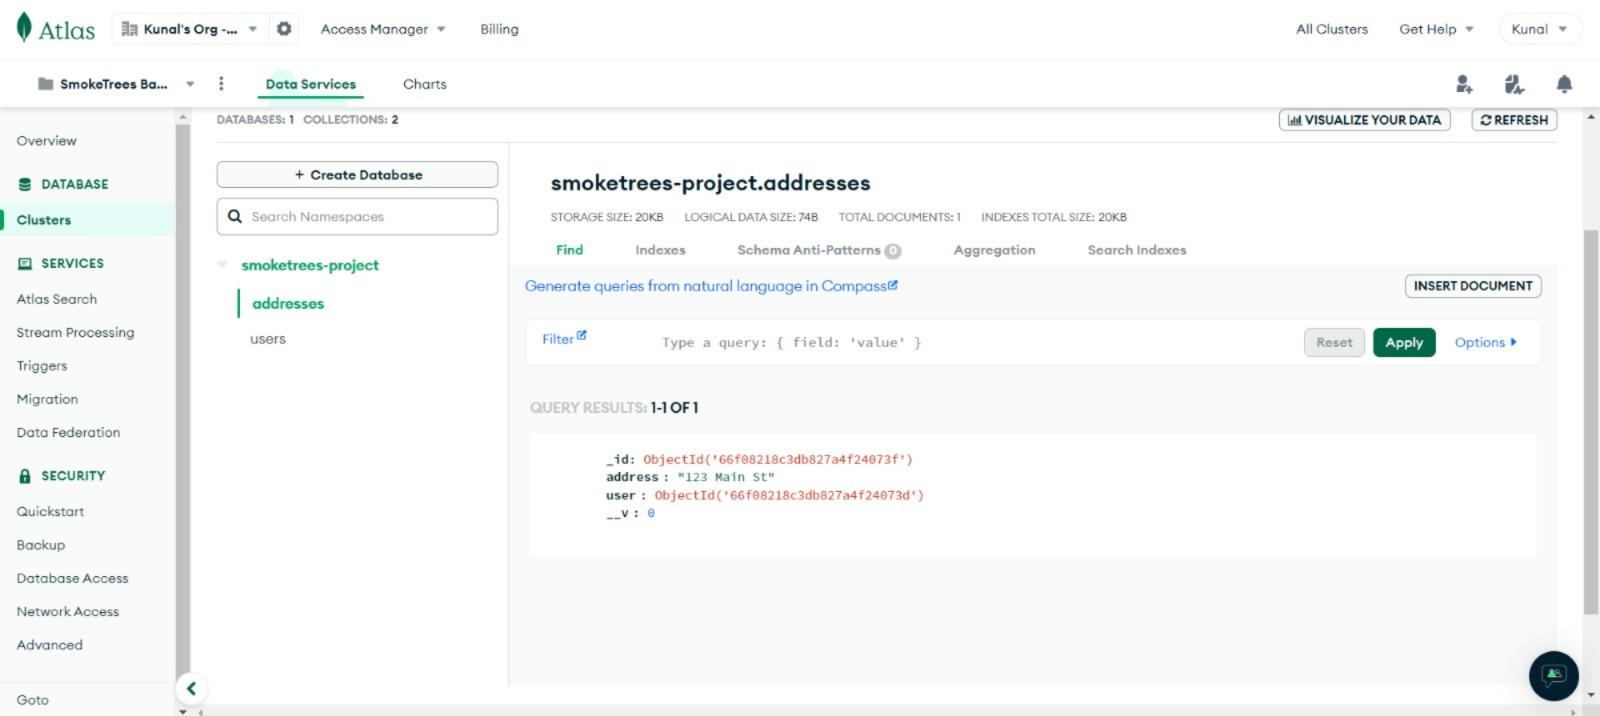 Atlas
Kunal's Org -...
Access Manager
Billing
All Clusters
Get Help
Kunal
SmokeTrees Ba...
Data Services
Charts
Overview
DATABASE
Clusters
SERVICES
Atlas Search
Stream Processing
Triggers
Migration
Data Federation
SECURITY
Quickstart
Backup
Database Access
Network Access
Advanced
Goto
DATABASES: 1 COLLECTIONS: 2
VISUALIZE YOUR DATA
REFRESH
+ Create Database
Search Namespaces
smoketrees-project
addresses
users
smoketrees-project.addresses
STORAGE SIZE: 20KB LOGICAL DATA SIZE: 74B TOTAL DOCUMENTS: 1 INDEXES TOTAL SIZE: 20KB
Find Indexes Schema Anti-Patterns 0 Aggregation Search Indexes
Generate queries from natural language in Compass
INSERT DOCUMENT
Filter
Type a query: { field: 'value' }
Reset
Apply
Options
QUERY RESULTS: 1-1 OF 1
_id: ObjectId('66f08218c3db827a4f24073f')
address : "123 Main St"
user : ObjectId('66f08218c3db827a4f24073d')
__v : 0